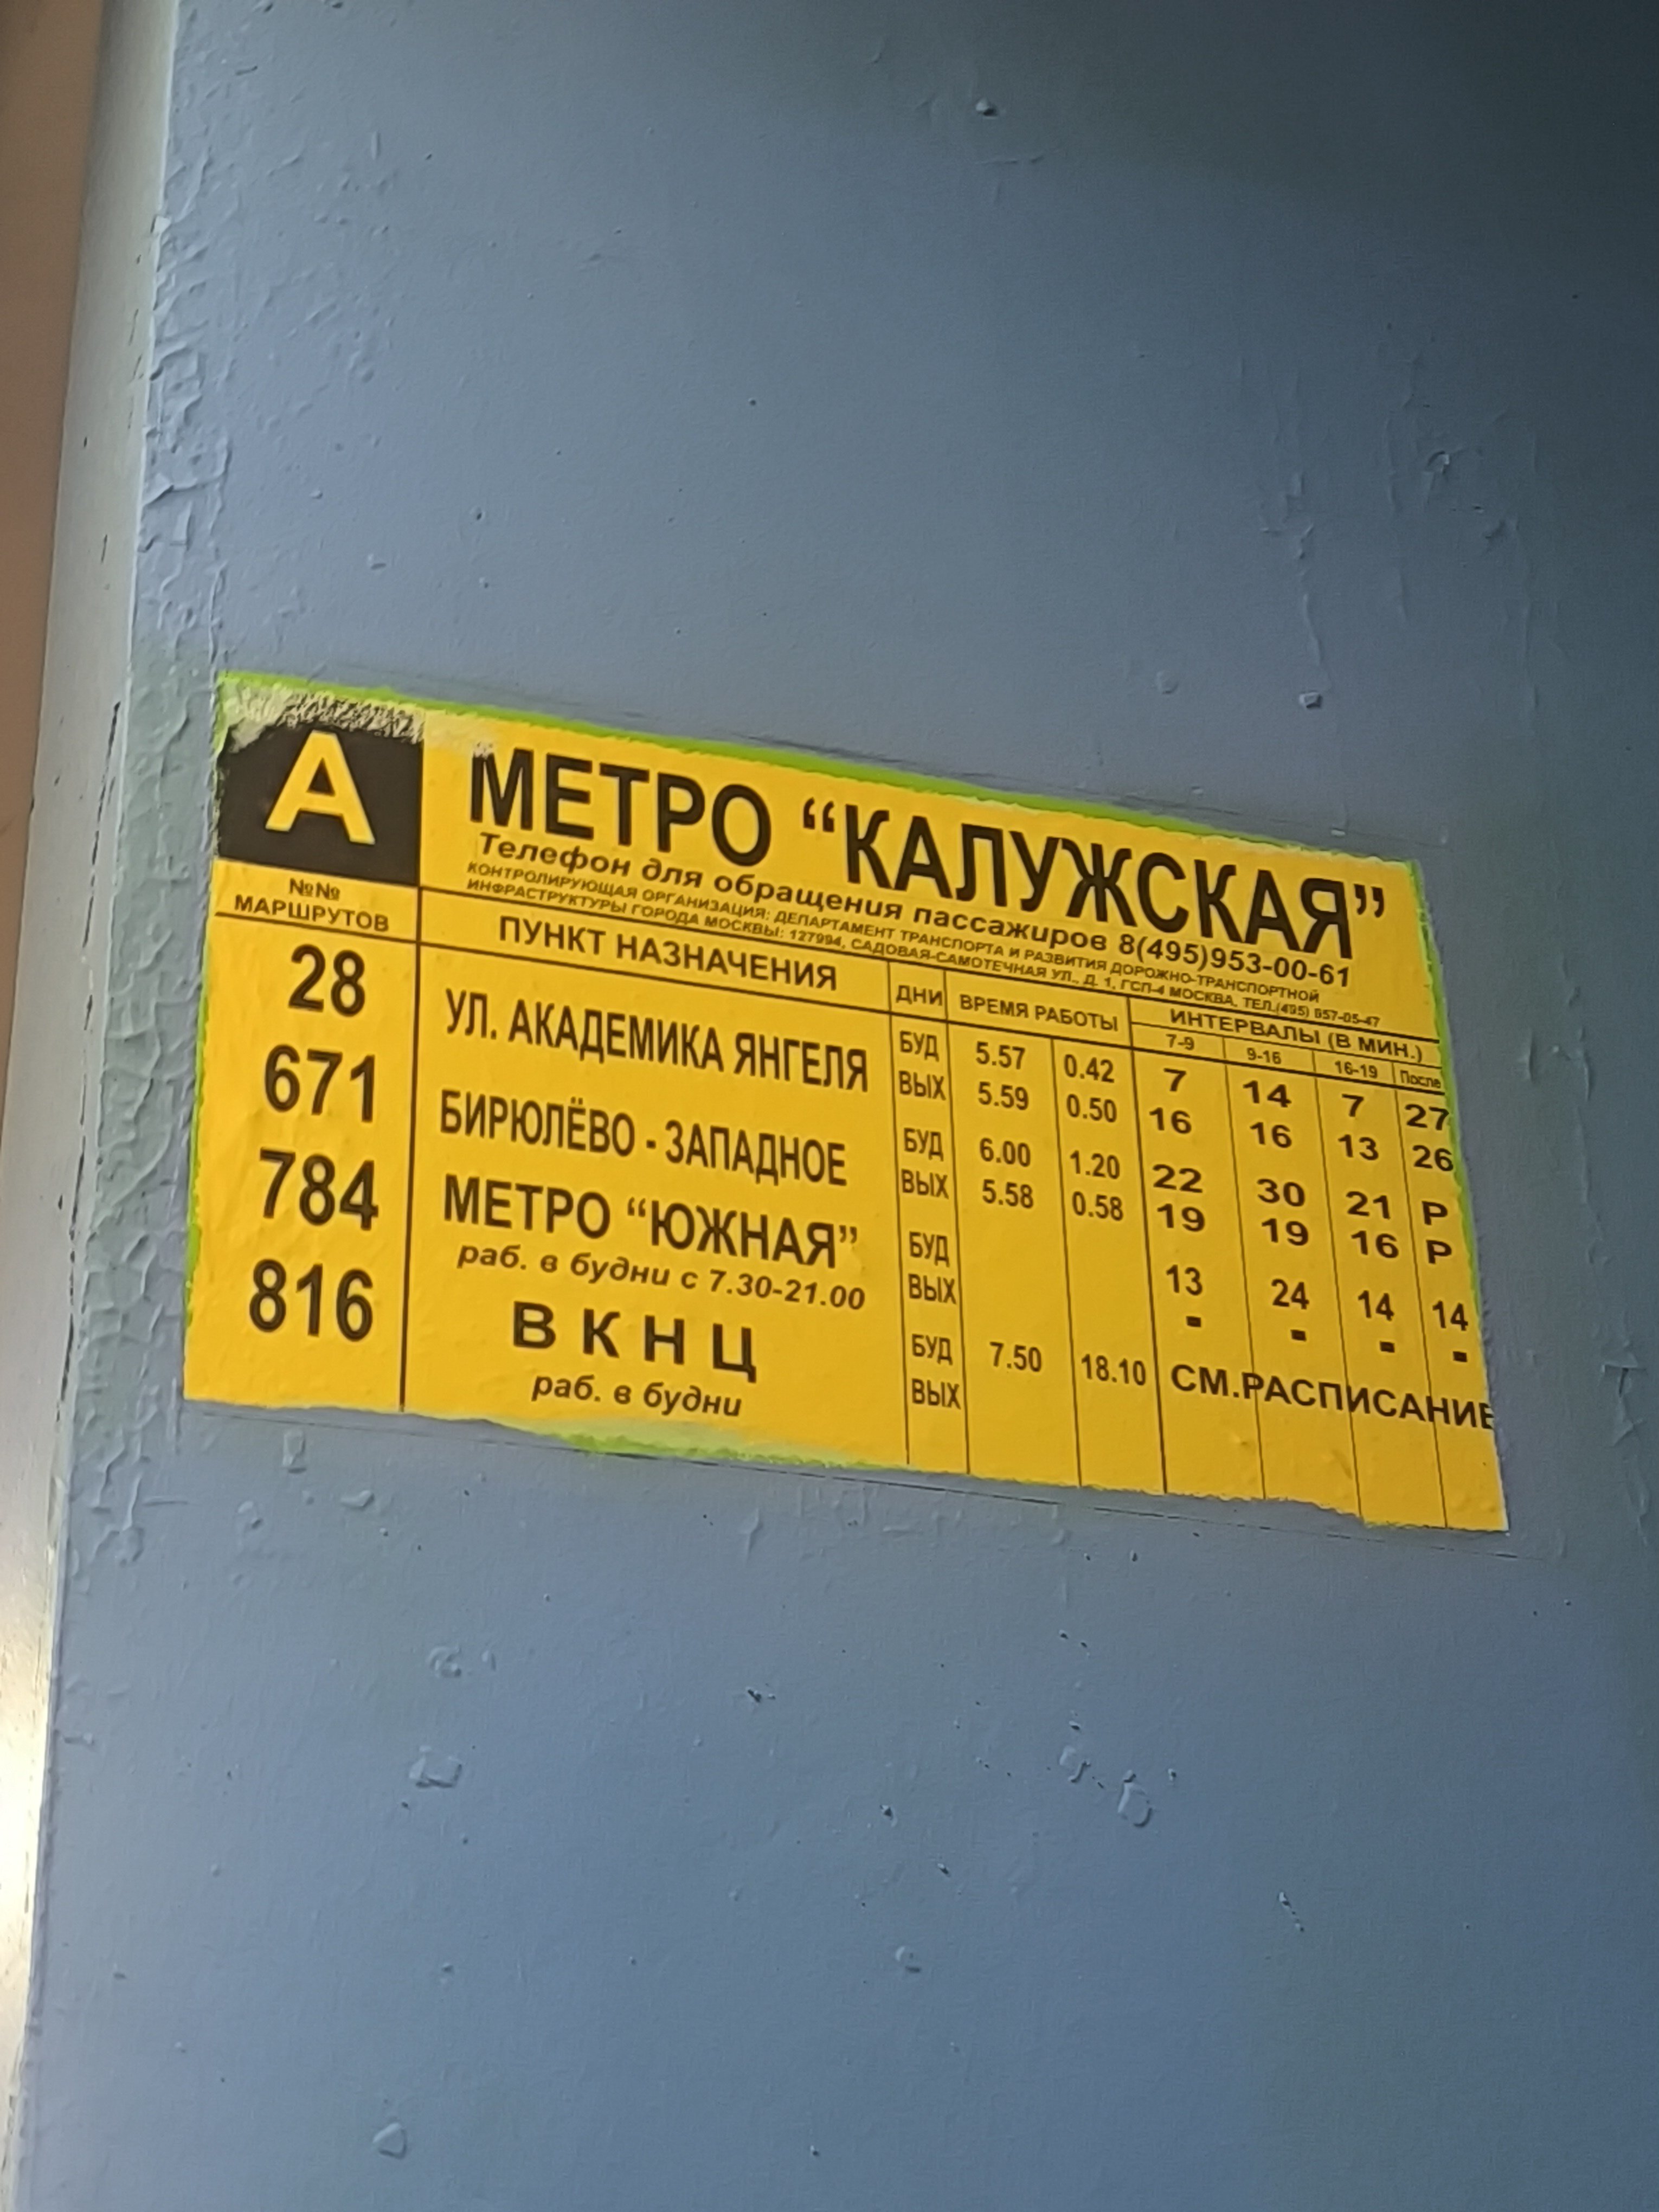 А МЕТРО “КАЛУЖСКАЯ”
Телефон для обращения пассажиров 8(495)953-00-61
КОНТРОЛИРУЮЩАЯ ОРГАНИЗАЦИЯ: ДЕПАРТАМЕНТ ТРАНСПОРТА И РАЗВИТИЯ ДОРОЖНО-ТРАНСПОРТНОЙ
ИНФРАСТРУКТУРЫ ГОРОДА МОСКВЫ: 127994, САДОВАЯ-САМОТЕЧНАЯ УЛ., Д. 1, ГСП-4 МОСКВА, ТЕЛ.(495) 957-05-47
№№ МАРШРУТОВ ПУНКТ НАЗНАЧЕНИЯ ДНИ ВРЕМЯ РАБОТЫ ИНТЕРВАЛЫ (В МИН.)
7-9 9-16 16-19 После
28 УЛ. АКАДЕМИКА ЯНГЕЛЯ БУД 5.57 0.42 7 14 7 27
ВЫХ 5.59 0.50 16 16 13 26
671 БИРЮЛЁВО - ЗАПАДНОЕ БУД 6.00 1.20 22 30 21 Р
ВЫХ 5.58 0.58 19 19 16 Р
784 МЕТРО “ЮЖНАЯ” БУД 13 24 14 14
раб. в будни с 7.30-21.00 ВЫХ - - - -
816 В К Н Ц БУД 7.50 18.10 СМ.РАСПИСАНИЕ
раб. в будни ВЫХ